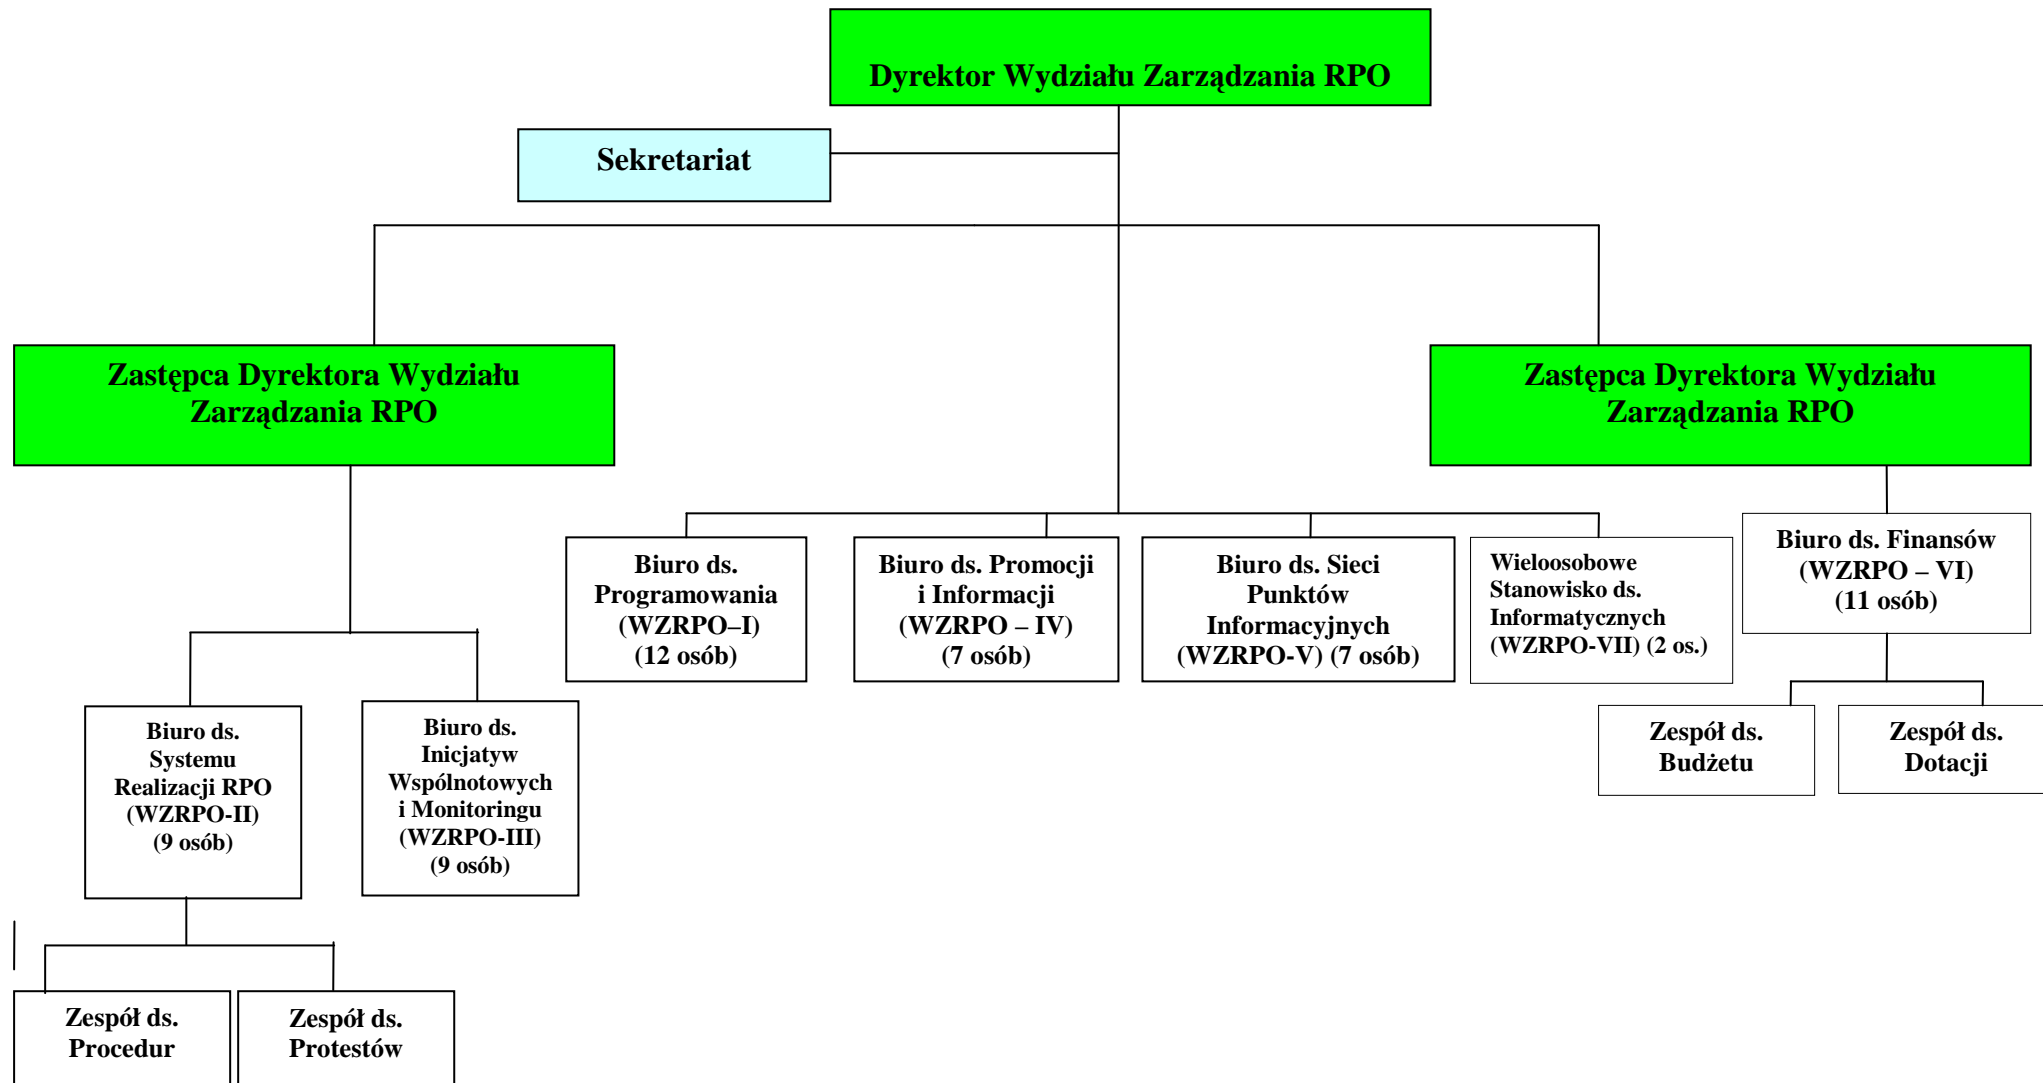 Dyrektor Wydziału Zarządzania RPO
Sekretariat
Zastępca Dyrektora Wydziału
Zarządzania RPO
Zastępca Dyrektora Wydziału
Zarządzania RPO
Biuro ds.
Programowania
(WZRPO–I)
(12 osób)
Biuro ds. Promocji
i Informacji
(WZRPO – IV)
(7 osób)
Biuro ds. Sieci
Punktów
Informacyjnych
(WZRPO-V) (7 osób)
Wieloosobowe
Stanowisko ds.
Informatycznych
(WZRPO-VII) (2 os.)
Biuro ds. Finansów
(WZRPO – VI)
(11 osób)
Biuro ds.
Systemu
Realizacji RPO
(WZRPO-II)
(9 osób)
Biuro ds.
Inicjatyw
Wspólnotowych
i Monitoringu
(WZRPO-III)
(9 osób)
Zespół ds.
Budżetu
Zespół ds.
Dotacji
Zespół ds.
Procedur
Zespół ds.
Protestów